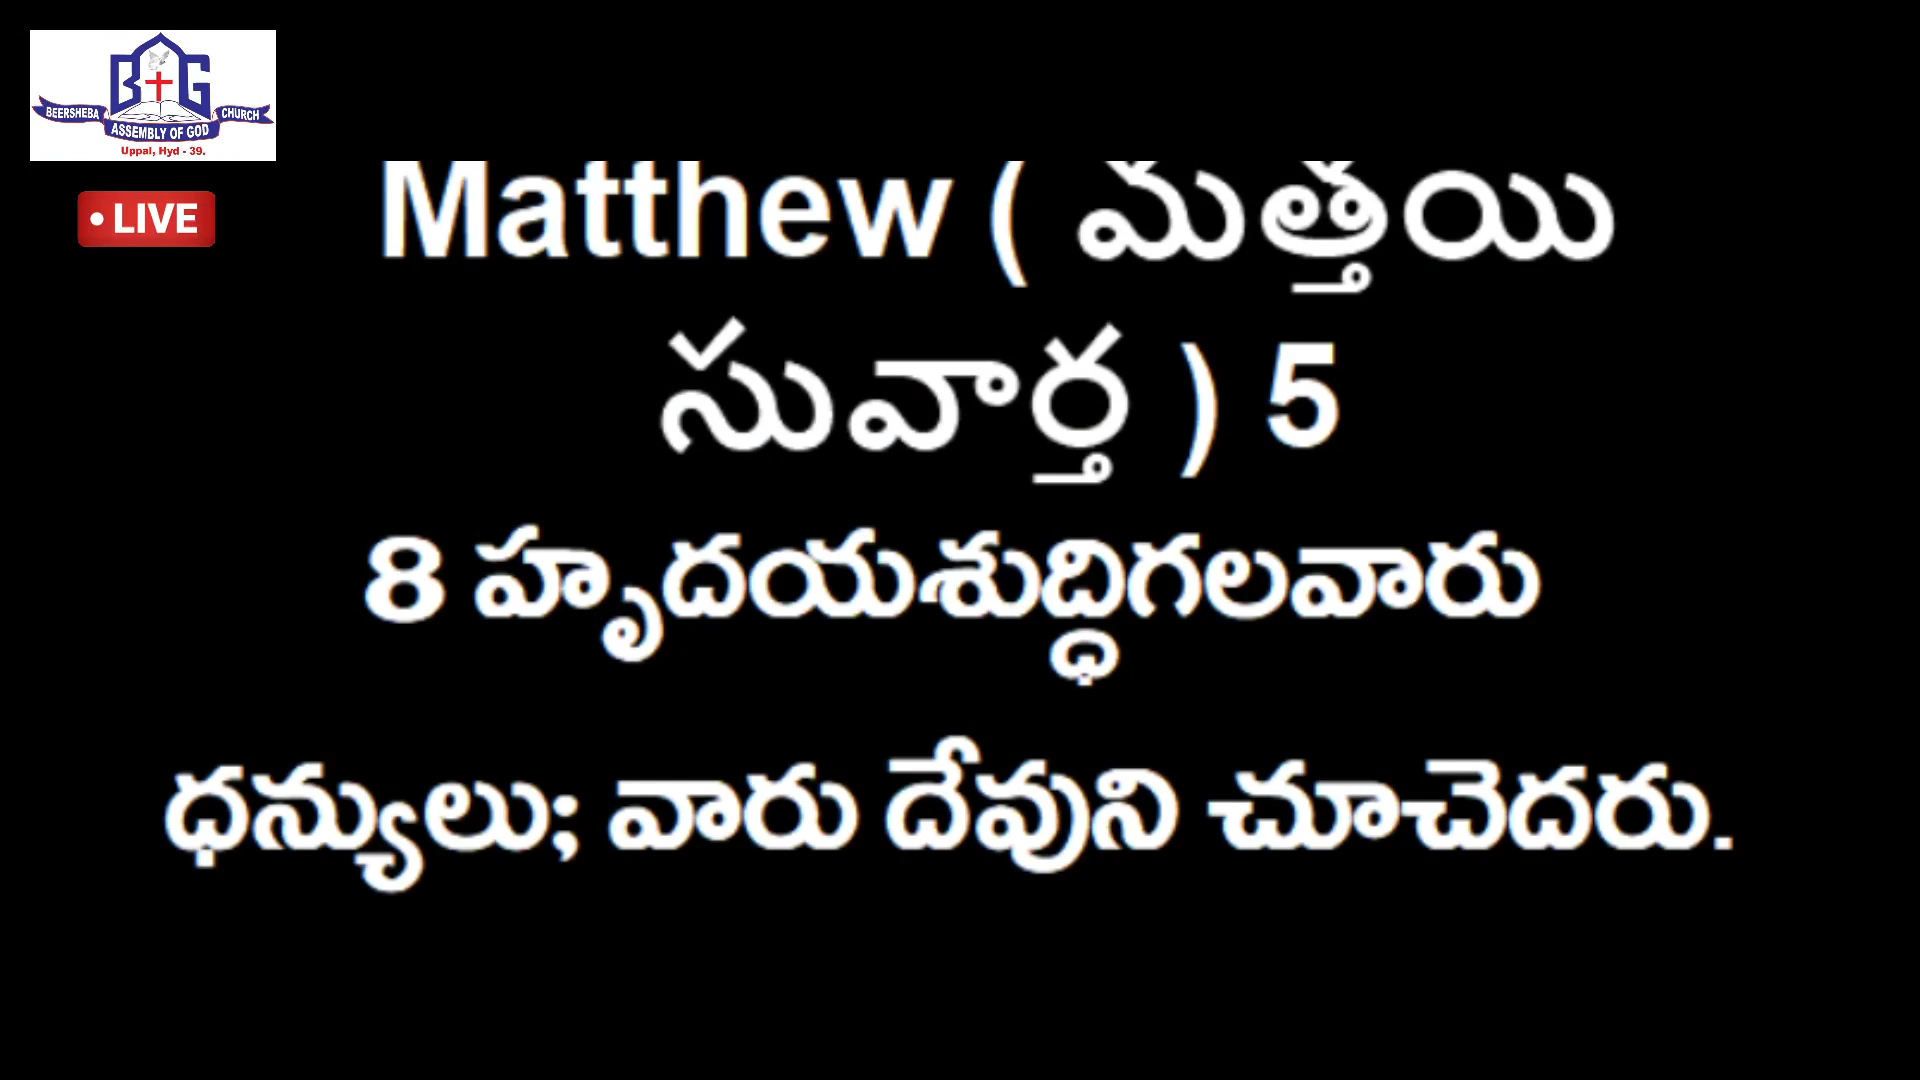 B G
BEERSHEBA CHURCH
ASSEMBLY OF GOD
Uppal, Hyd - 39.
• LIVE
Matthew ( మత్తయి
సువార్త ) 5
8 హృదయశుద్ధిగలవారు
ధన్యులు; వారు దేవుని చూచెదరు.